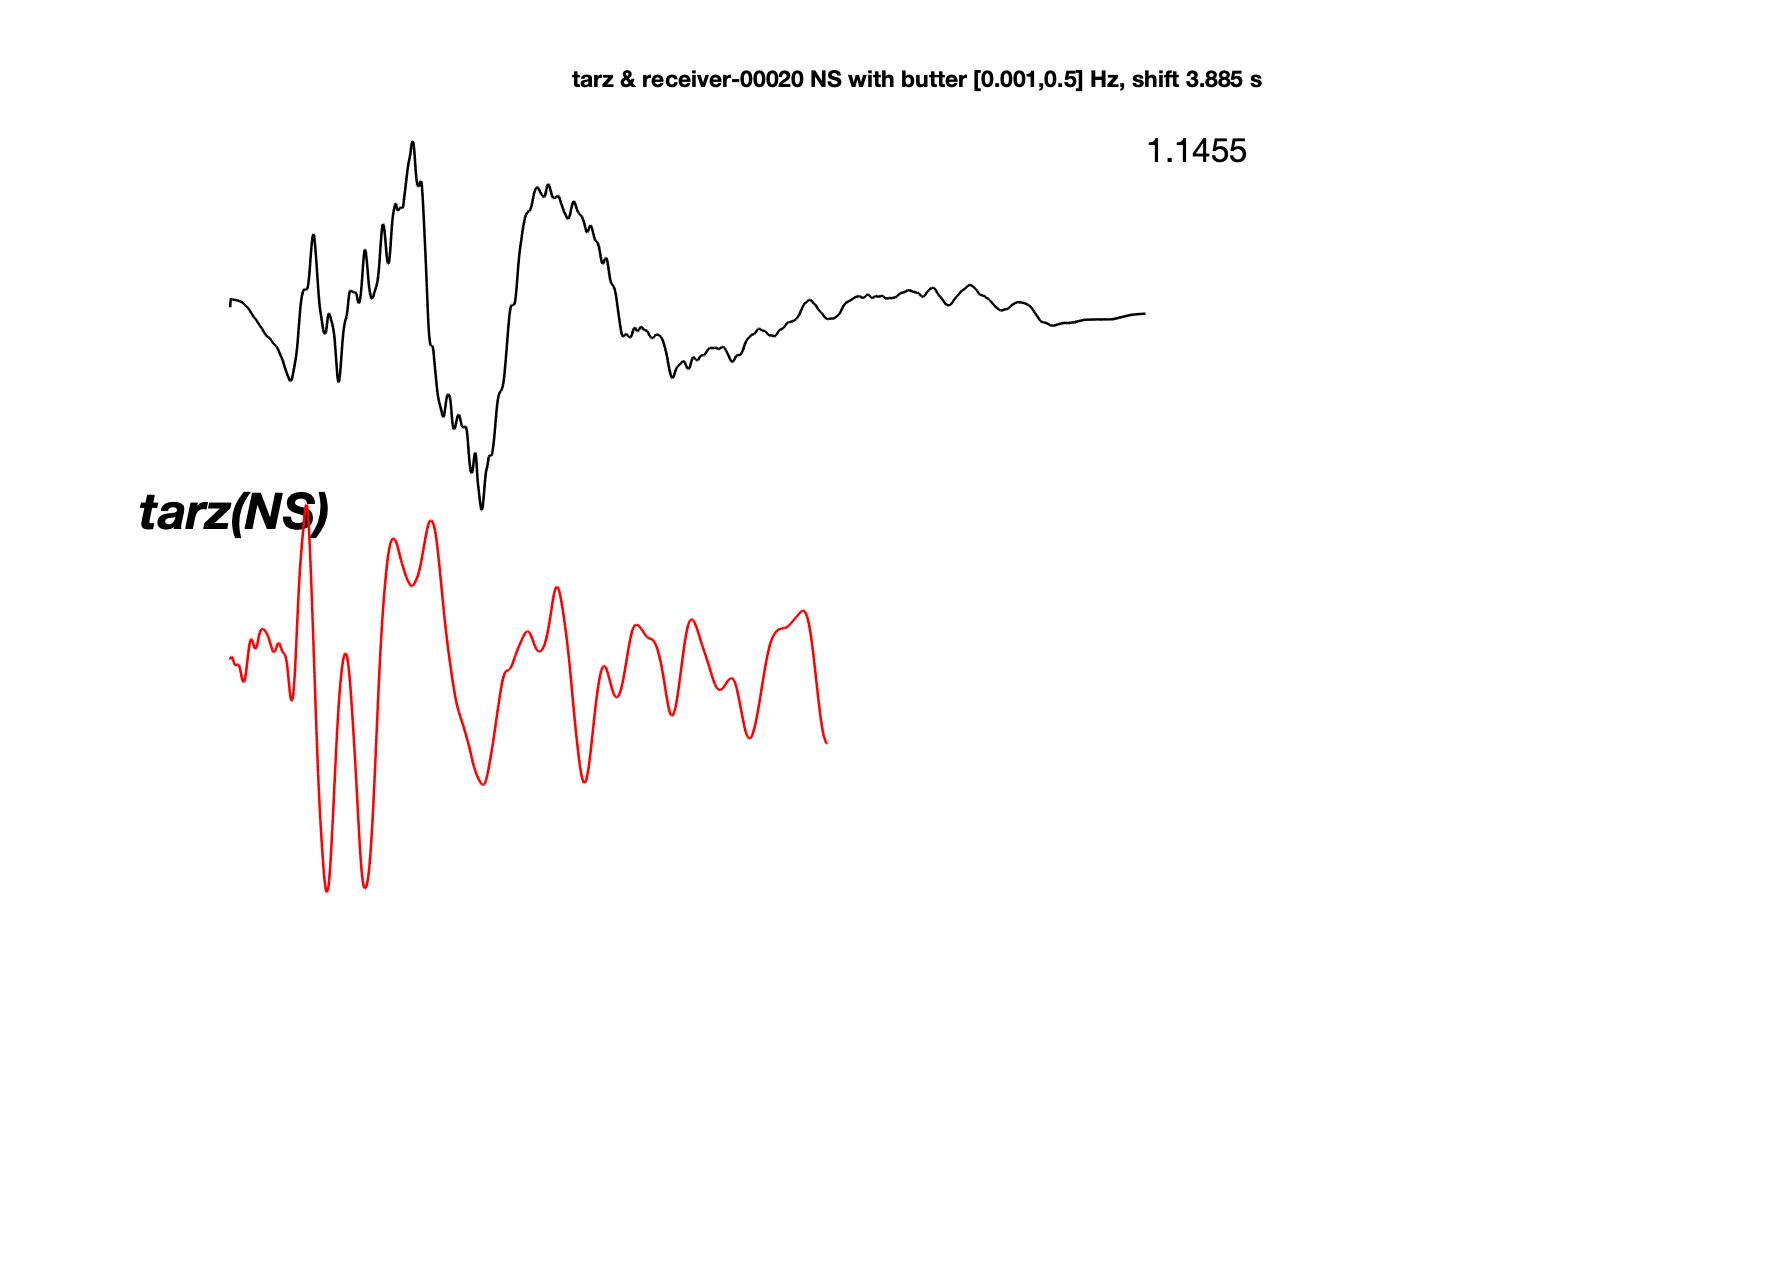 tarz & receiver-00020 NS with butter [0.001,0.5] Hz, shift 3.885 s
1.1455
tarz(NS)